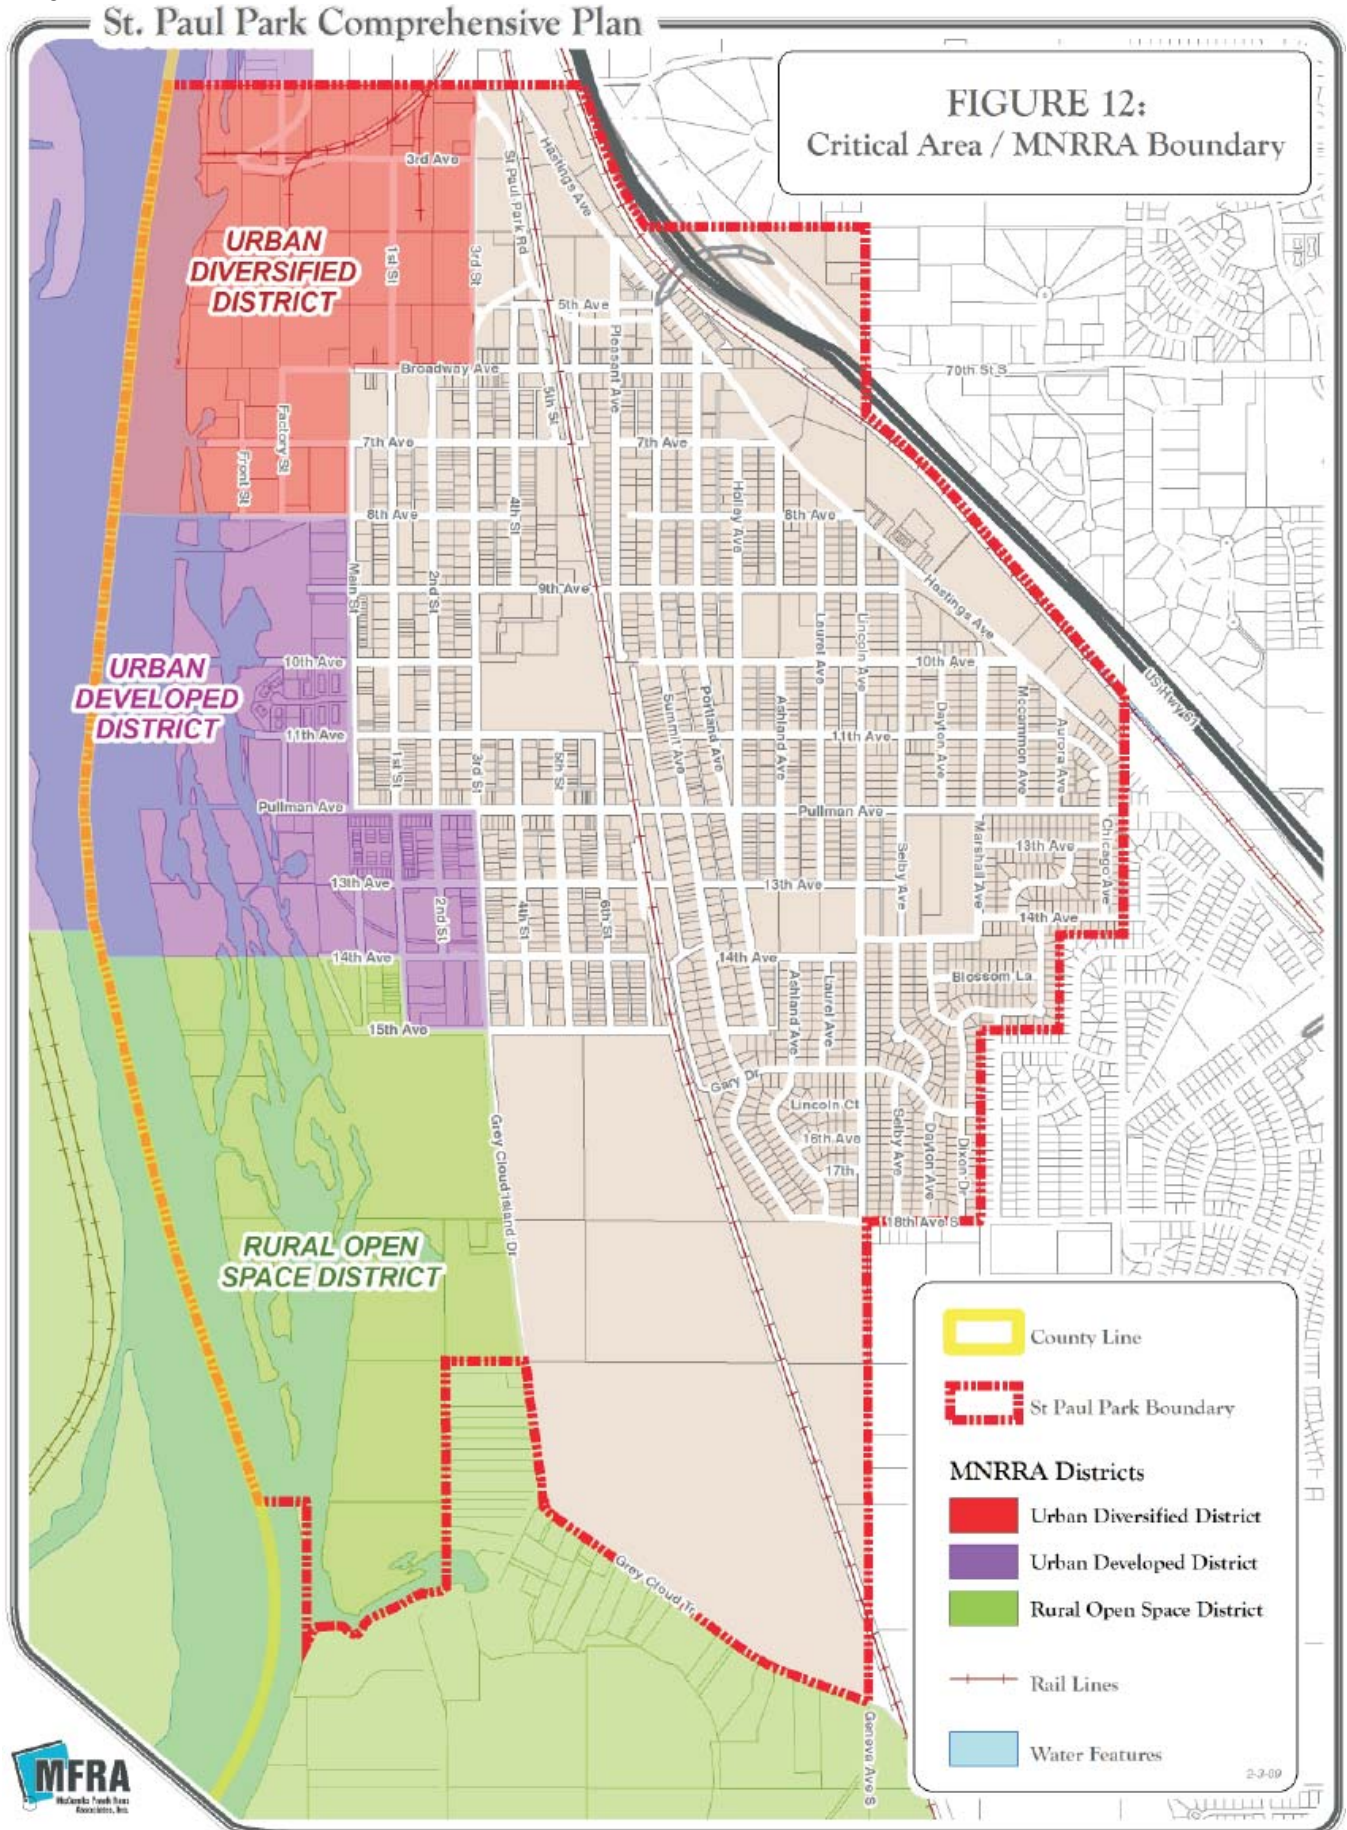 St. Paul Park Comprehensive Plan
FIGURE 12:
Critical Area / MNRRA Boundary
3rd Ave
St Paul Park Rd
Hastings Ave
URBAN
DIVERSIFIED
DISTRICT
1st St
3rd St
5th Ave
Pleasant Ave
Broadway Ave
70th St S
5th St
Factory St
Front St
7th Ave
7th Ave
Holley Ave
4th St
8th Ave
8th Ave
Main St
2nd St
9th Ave
Hastings Ave
Laurel Ave
Lincoln Ave
10th Ave
10th Ave
URBAN
DEVELOPED
DISTRICT
US Hwy 61
Summit Ave
Portland Ave
Ashland Ave
Dayton Ave
Mccammon Ave
Aurora Ave
11th Ave
11th Ave
1st St
3rd St
5th St
Pullman Ave
Pullman Ave
Selby Ave
Marshall Ave
Chicago Ave
13th Ave
13th Ave
13th Ave
2nd St
4th St
6th St
14th Ave
14th Ave
14th Ave
Blossom La
Ashland Ave
Laurel Ave
15th Ave
Gary Dr
Lincoln Ct
16th Ave
17th
Selby Ave
Dayton Ave
Dixon Dr
18th Ave S
Grey Cloud Island Dr
RURAL OPEN
SPACE DISTRICT
Grey Cloud Tr
Geneva Ave S
County Line
St Paul Park Boundary
MNRRA Districts
Urban Diversified District
Urban Developed District
Rural Open Space District
Rail Lines
Water Features
2-3-09
MFRA